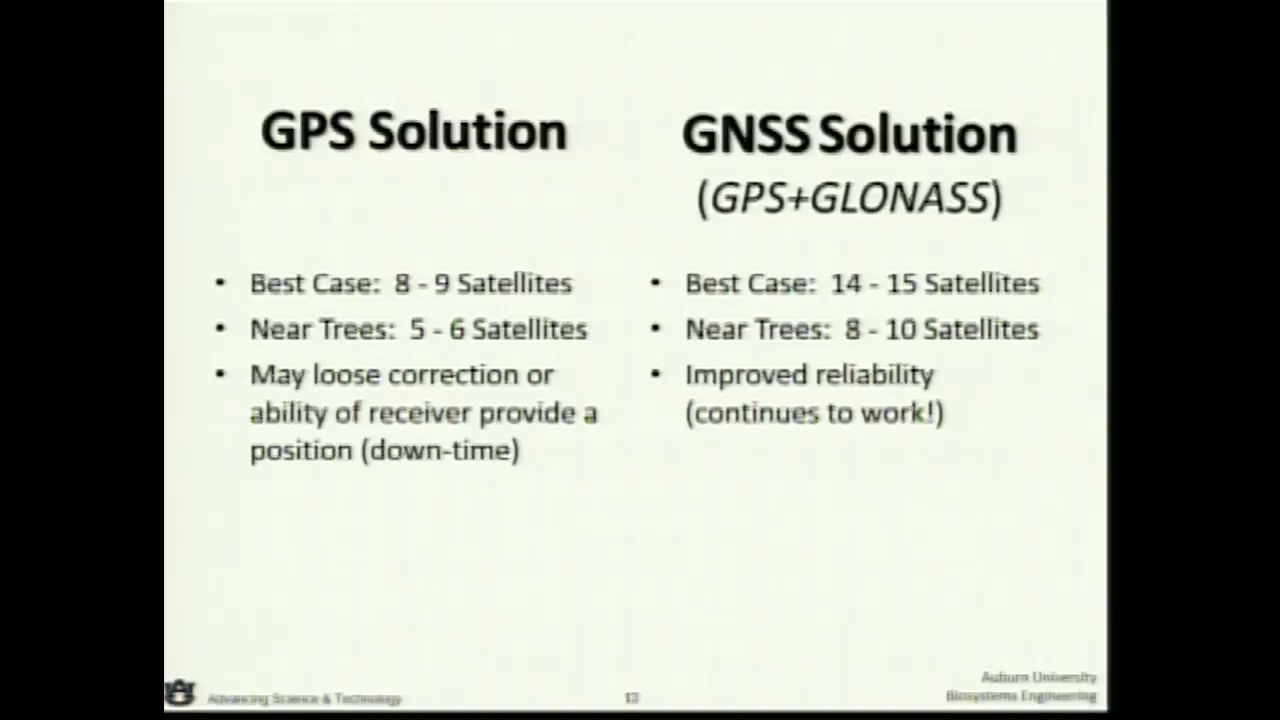 GPS Solution
GNSS Solution
(GPS+GLONASS)
• Best Case: 8 - 9 Satellites
• Near Trees: 5 - 6 Satellites
• May loose correction or
ability of receiver provide a
position (down-time)
• Best Case: 14 - 15 Satellites
• Near Trees: 8 - 10 Satellites
• Improved reliability
(continues to work!)
Advancing Science & Technology
Auburn University
Biosystems Engineering